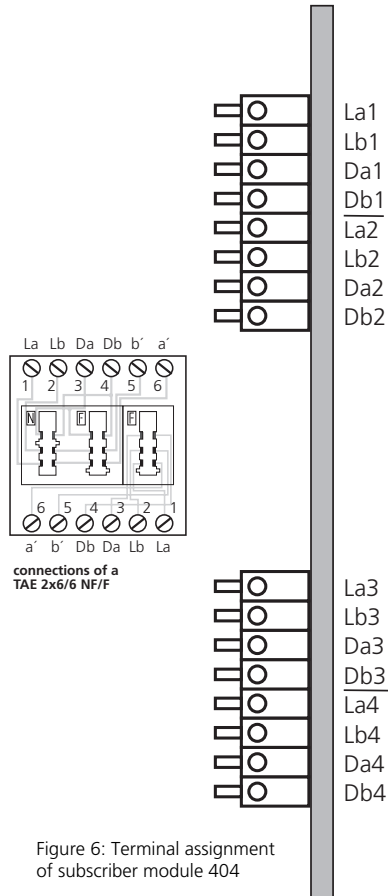 La1
Lb1
Da1
Db1
La2
Lb2
Da2
Db2
La Lb Da Db b´ a´
1 2 3 4 5 6
N F F
6 5 4 3 2 1
a´ b´ Db Da Lb La
connections of a
TAE 2x6/6 NF/F
La3
Lb3
Da3
Db3
La4
Lb4
Da4
Db4
Figure 6: Terminal assignment
of subscriber module 404